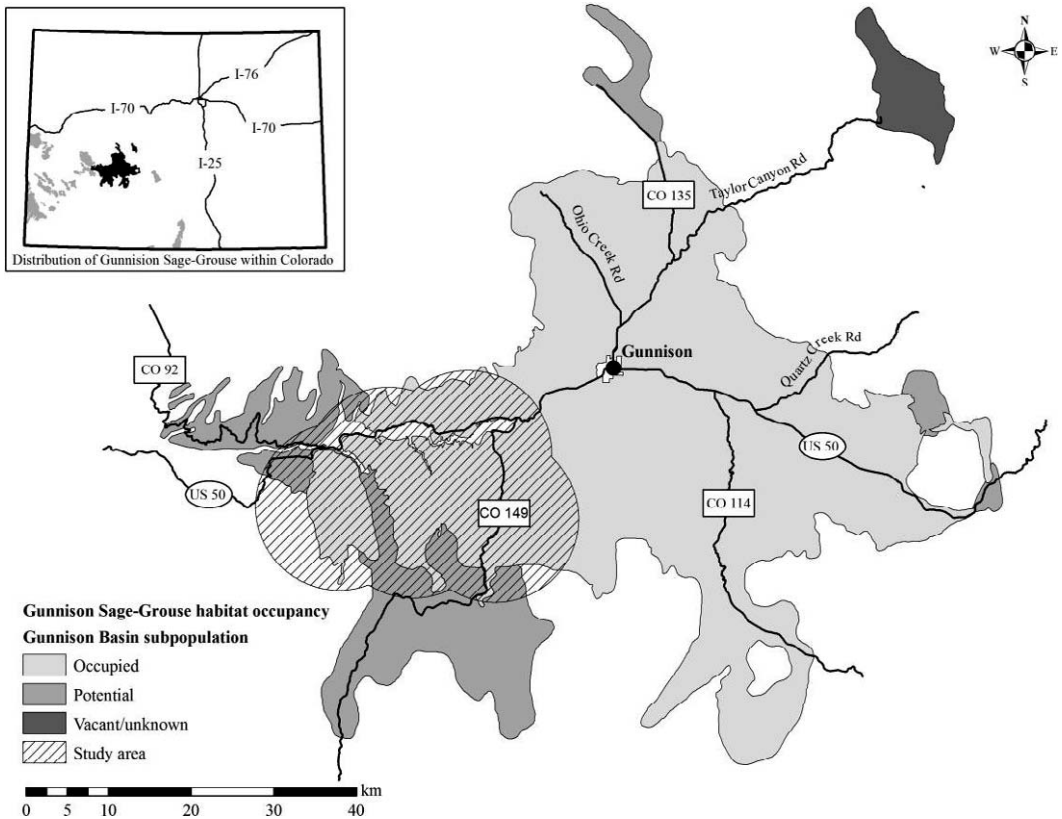 I-76
I-70
I-70
I-25
Distribution of Gunnision Sage-Grouse within Colorado
N
W E
S
Taylor Canyon Rd
CO 135
Ohio Creek Rd
Gunnison
CO 92
Quartz Creek Rd
US 50
US 50
CO 149
CO 114
Gunnison Sage-Grouse habitat occupancy
Gunnison Basin subpopulation
Occupied
Potential
Vacant/unknown
Study area
km
0 5 10 20 30 40